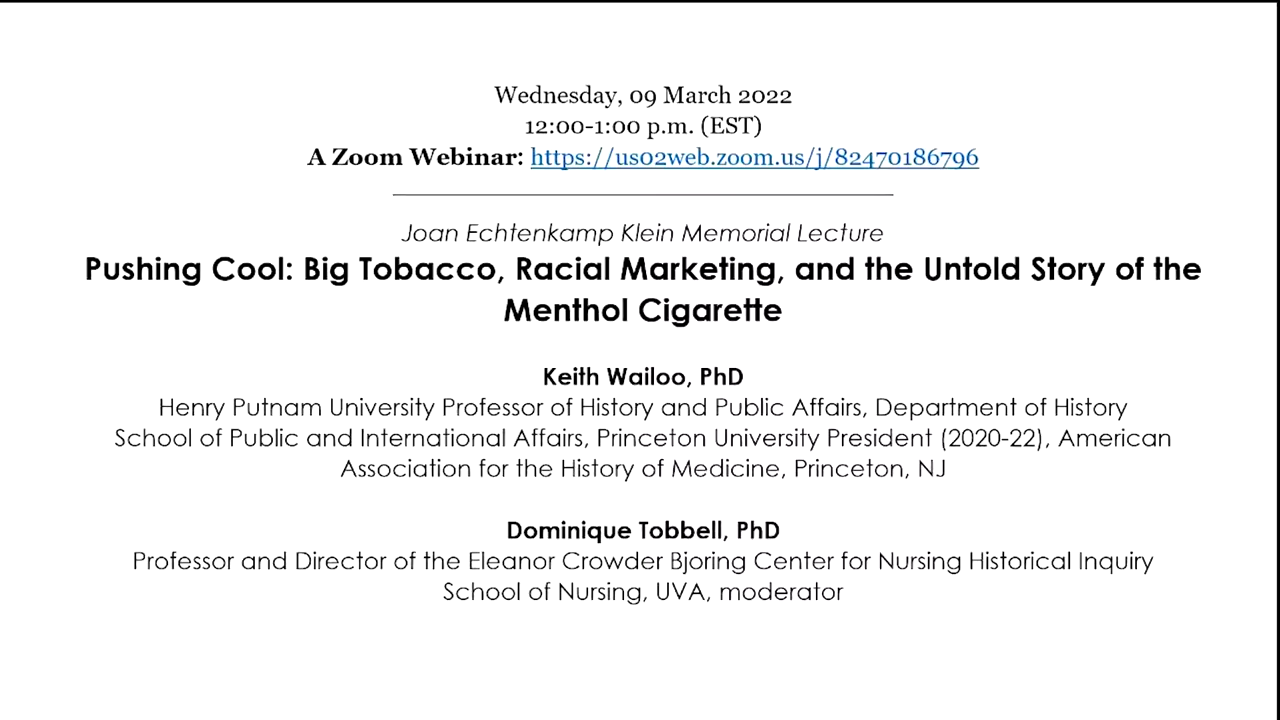 Wednesday, 09 March 2022
12:00-1:00 p.m. (EST)
A Zoom Webinar: https://us02web.zoom.us/j/82470186796
Joan Echtenkamp Klein Memorial Lecture
Pushing Cool: Big Tobacco, Racial Marketing, and the Untold Story of the
Menthol Cigarette
Keith Wailoo, PhD
Henry Putnam University Professor of History and Public Affairs, Department of History
School of Public and International Affairs, Princeton University President (2020-22), American
Association for the History of Medicine, Princeton, NJ
Dominique Tobbell, PhD
Professor and Director of the Eleanor Crowder Bjoring Center for Nursing Historical Inquiry
School of Nursing, UVA, moderator